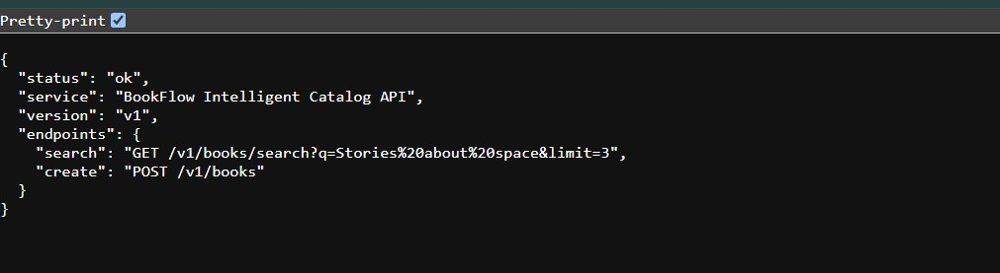 Pretty-print
{
  "status": "ok",
  "service": "BookFlow Intelligent Catalog API",
  "version": "v1",
  "endpoints": {
    "search": "GET /v1/books/search?q=Stories%20about%20space&limit=3",
    "create": "POST /v1/books"
  }
}